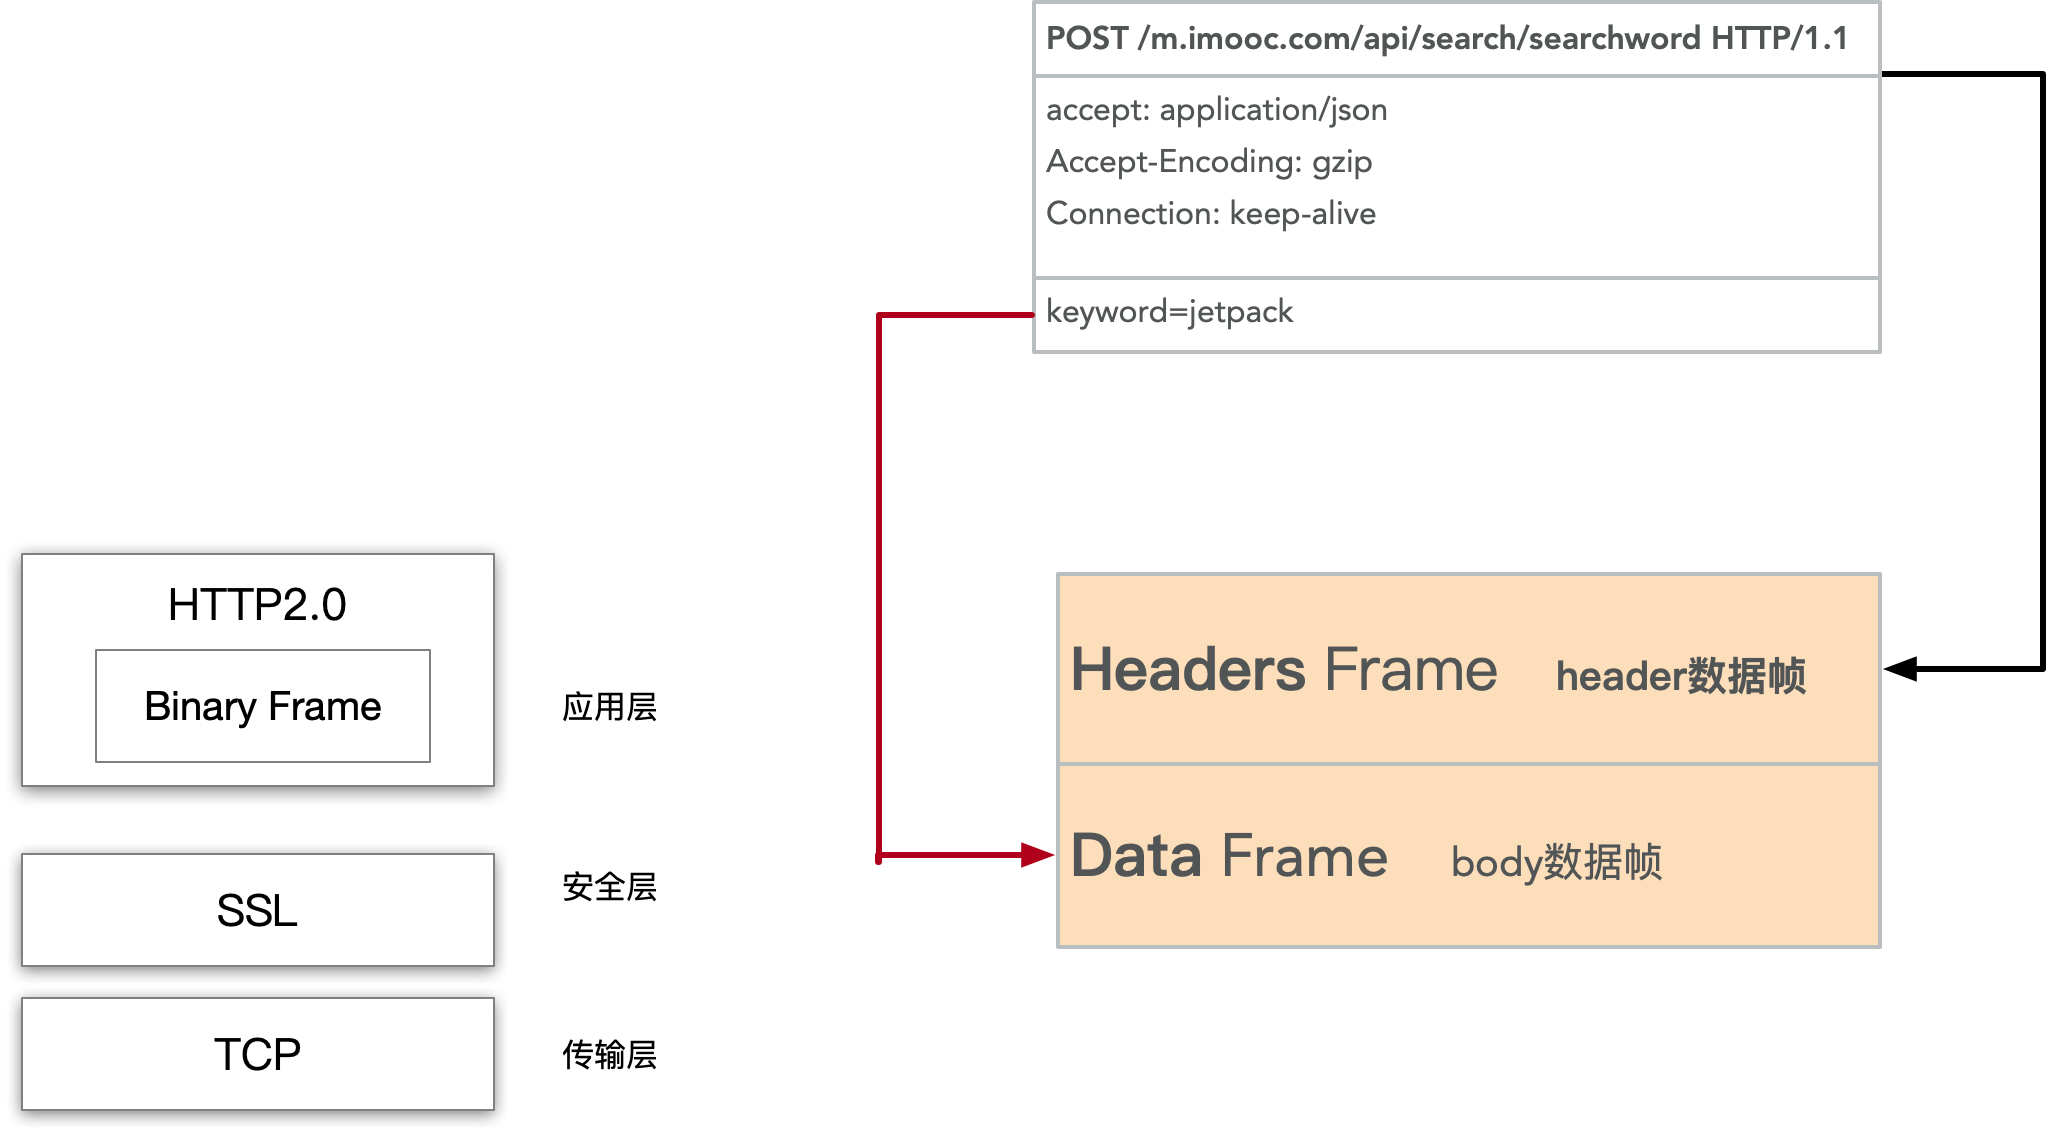 POST /m.imooc.com/api/search/searchword HTTP/1.1
accept: application/json
Accept-Encoding: gzip
Connection: keep-alive
keyword=jetpack
HTTP2.0
Binary Frame
应用层
SSL
安全层
TCP
传输层
Headers Frame header数据帧
Data Frame body数据帧